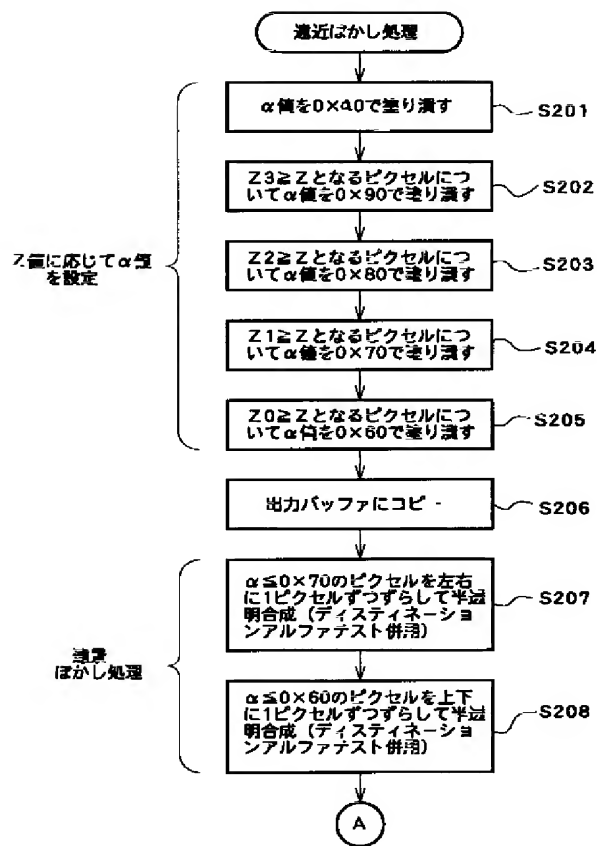 遠近ぼかし処理
α値を0×40で塗り潰す
S201
Z3≧Zとなるピクセルにつ
いてα値を0×90で塗り潰す
S202
Z2≧Zとなるピクセルにつ
いてα値を0×80で塗り潰す
S203
Z値に応じてα値
を設定
Z1≧Zとなるピクセルにつ
いてα値を0×70で塗り潰す
S204
Z0≧Zとなるピクセルにつ
いてα値を0×60で塗り潰す
S205
出力バッファにコピー
S206
α≦0×70のピクセルを左右
に1ピクセルずつずらして半透
明合成（ディスティネーショ
ンアルファテスト併用）
S207
遠景
ぼかし処理
α≦0×60のピクセルを上下
に1ピクセルずつずらして半透
明合成（ディスティネーショ
ンアルファテスト併用）
S208
A